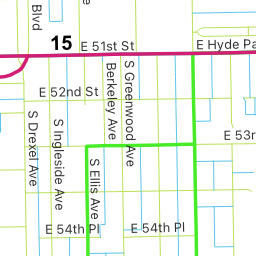 Blvd
e
15
E 51st St
E Hyde Pa
E 52nd St
Berkeley Ave
S Greenwood Ave
S Drexel Ave
S Ingleside Ave
E 53r
S Ellis Ave
E 54th Pl
E 54th Pl